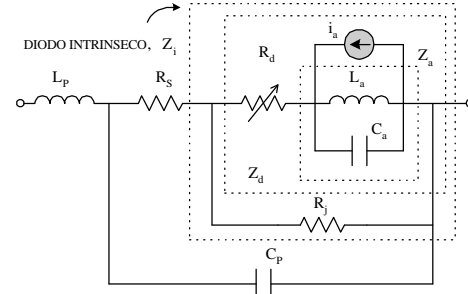 i_a
DIODO INTRINSECO, Z_i
R_d
Z_a
L_P
R_S
L_a
C_a
Z_d
R_j
C_P